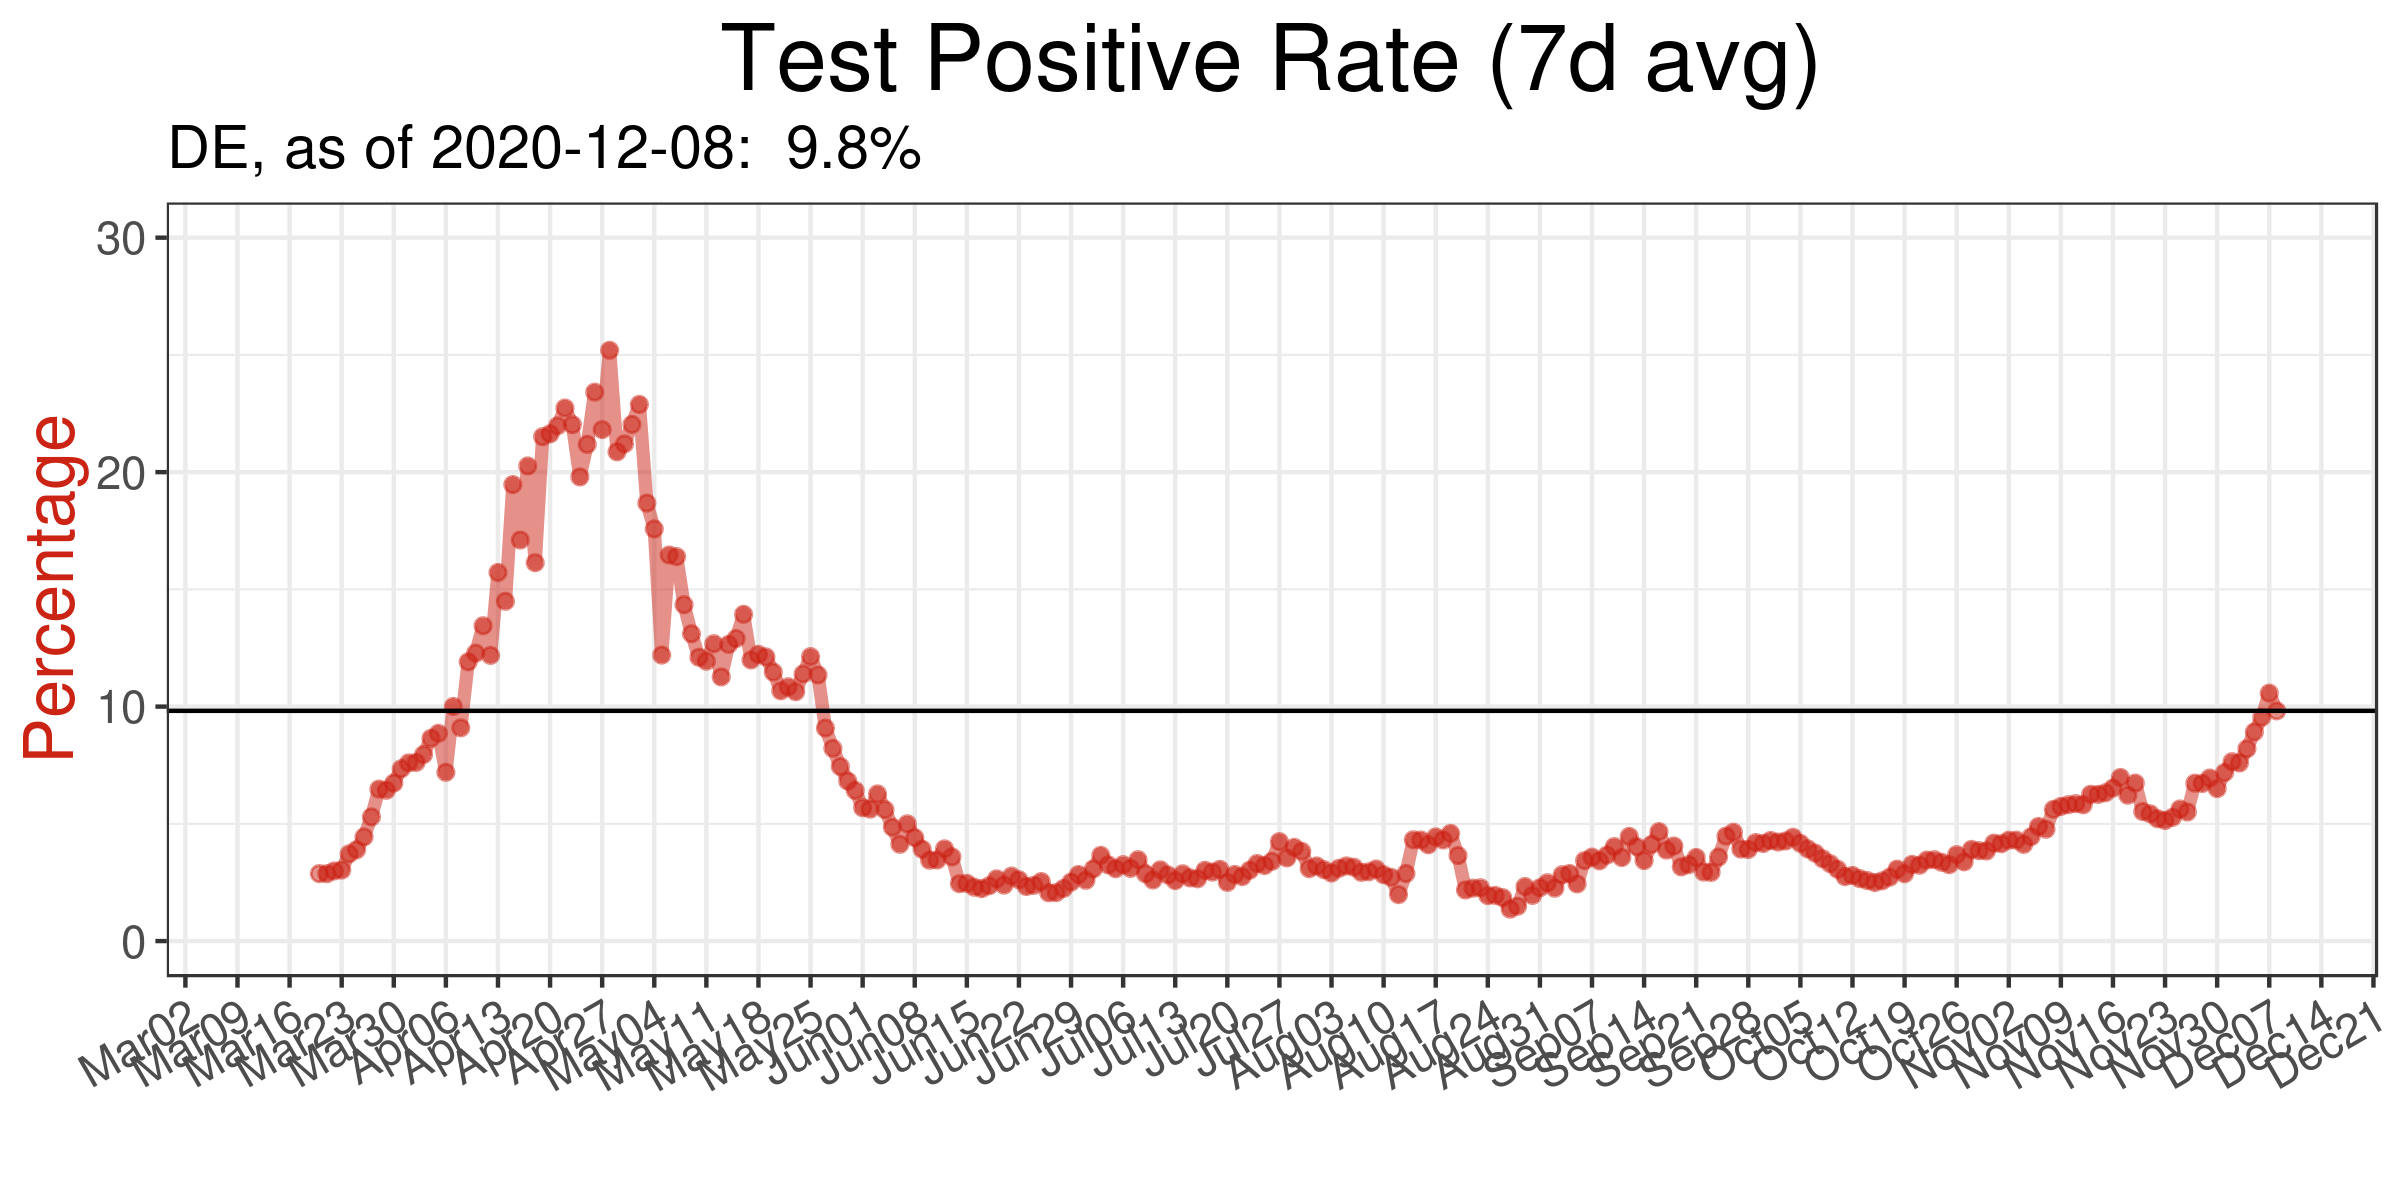 Test Positive Rate (7d avg)
DE, as of 2020-12-08: 9.8%
Percentage
30
20
10
0
Mar02
Mar09
Mar16
Mar23
Mar30
Apr06
Apr13
Apr20
Apr27
May04
May11
May18
May25
Jun01
Jun08
Jun15
Jun22
Jun29
Jul06
Jul13
Jul20
Jul27
Aug03
Aug10
Aug17
Aug24
Aug31
Sep07
Sep14
Sep21
Sep28
Oct05
Oct12
Oct19
Oct26
Nov02
Nov09
Nov16
Nov23
Nov30
Dec07
Dec14
Dec21